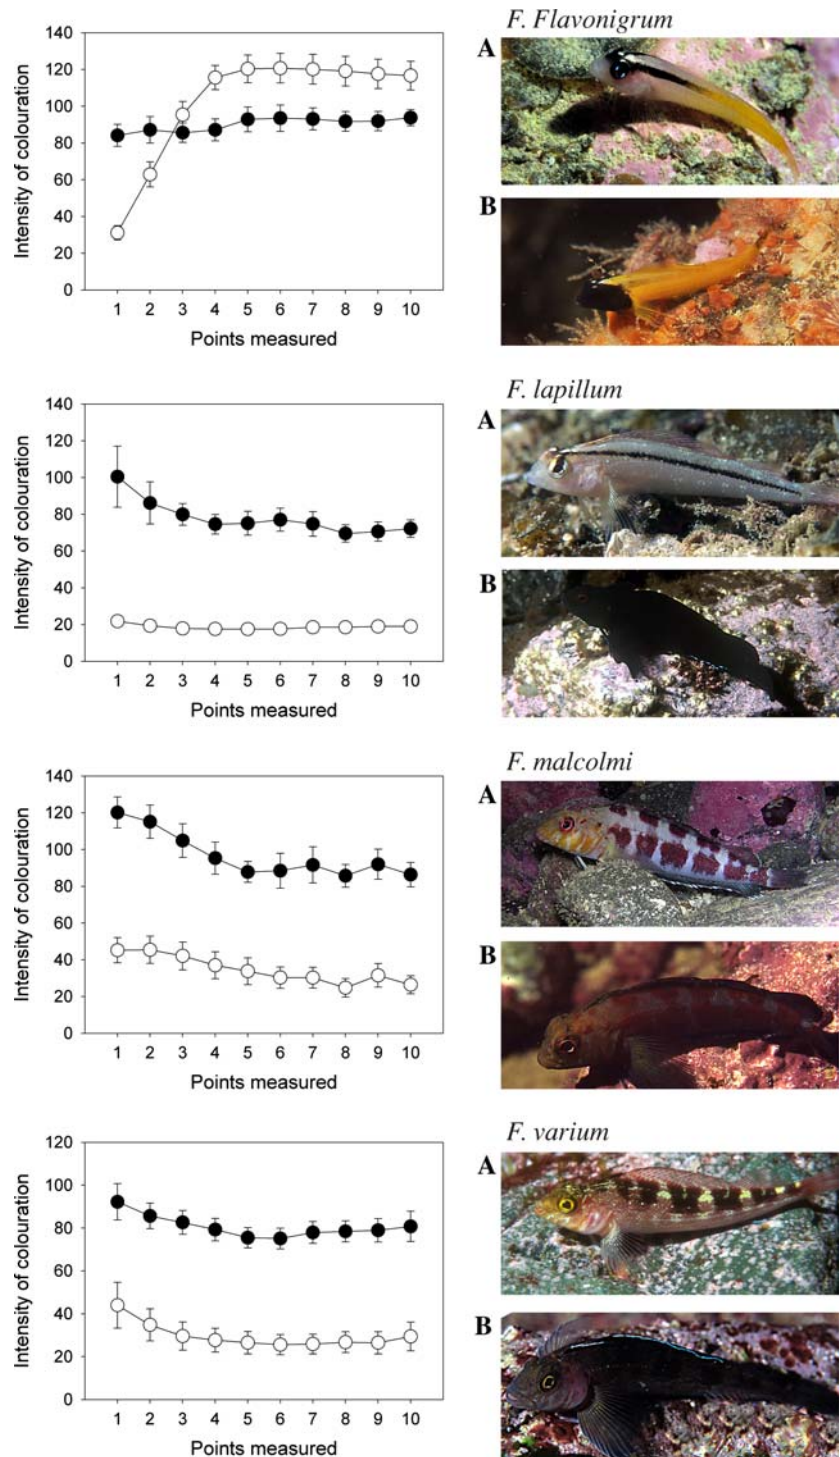 F. Flavonigrum
A
140
120
100
80
60
40
20
0
Intensity of colouration
1 2 3 4 5 6 7 8 9 10
Points measured
B
F. lapillum
A
140
120
100
80
60
40
20
0
Intensity of colouration
1 2 3 4 5 6 7 8 9 10
Points measured
B
F. malcolmi
A
140
120
100
80
60
40
20
0
Intensity of colouration
1 2 3 4 5 6 7 8 9 10
Points measured
B
F. varium
A
120
100
80
60
40
20
0
Intensity of colouration
1 2 3 4 5 6 7 8 9 10
Points measured
B